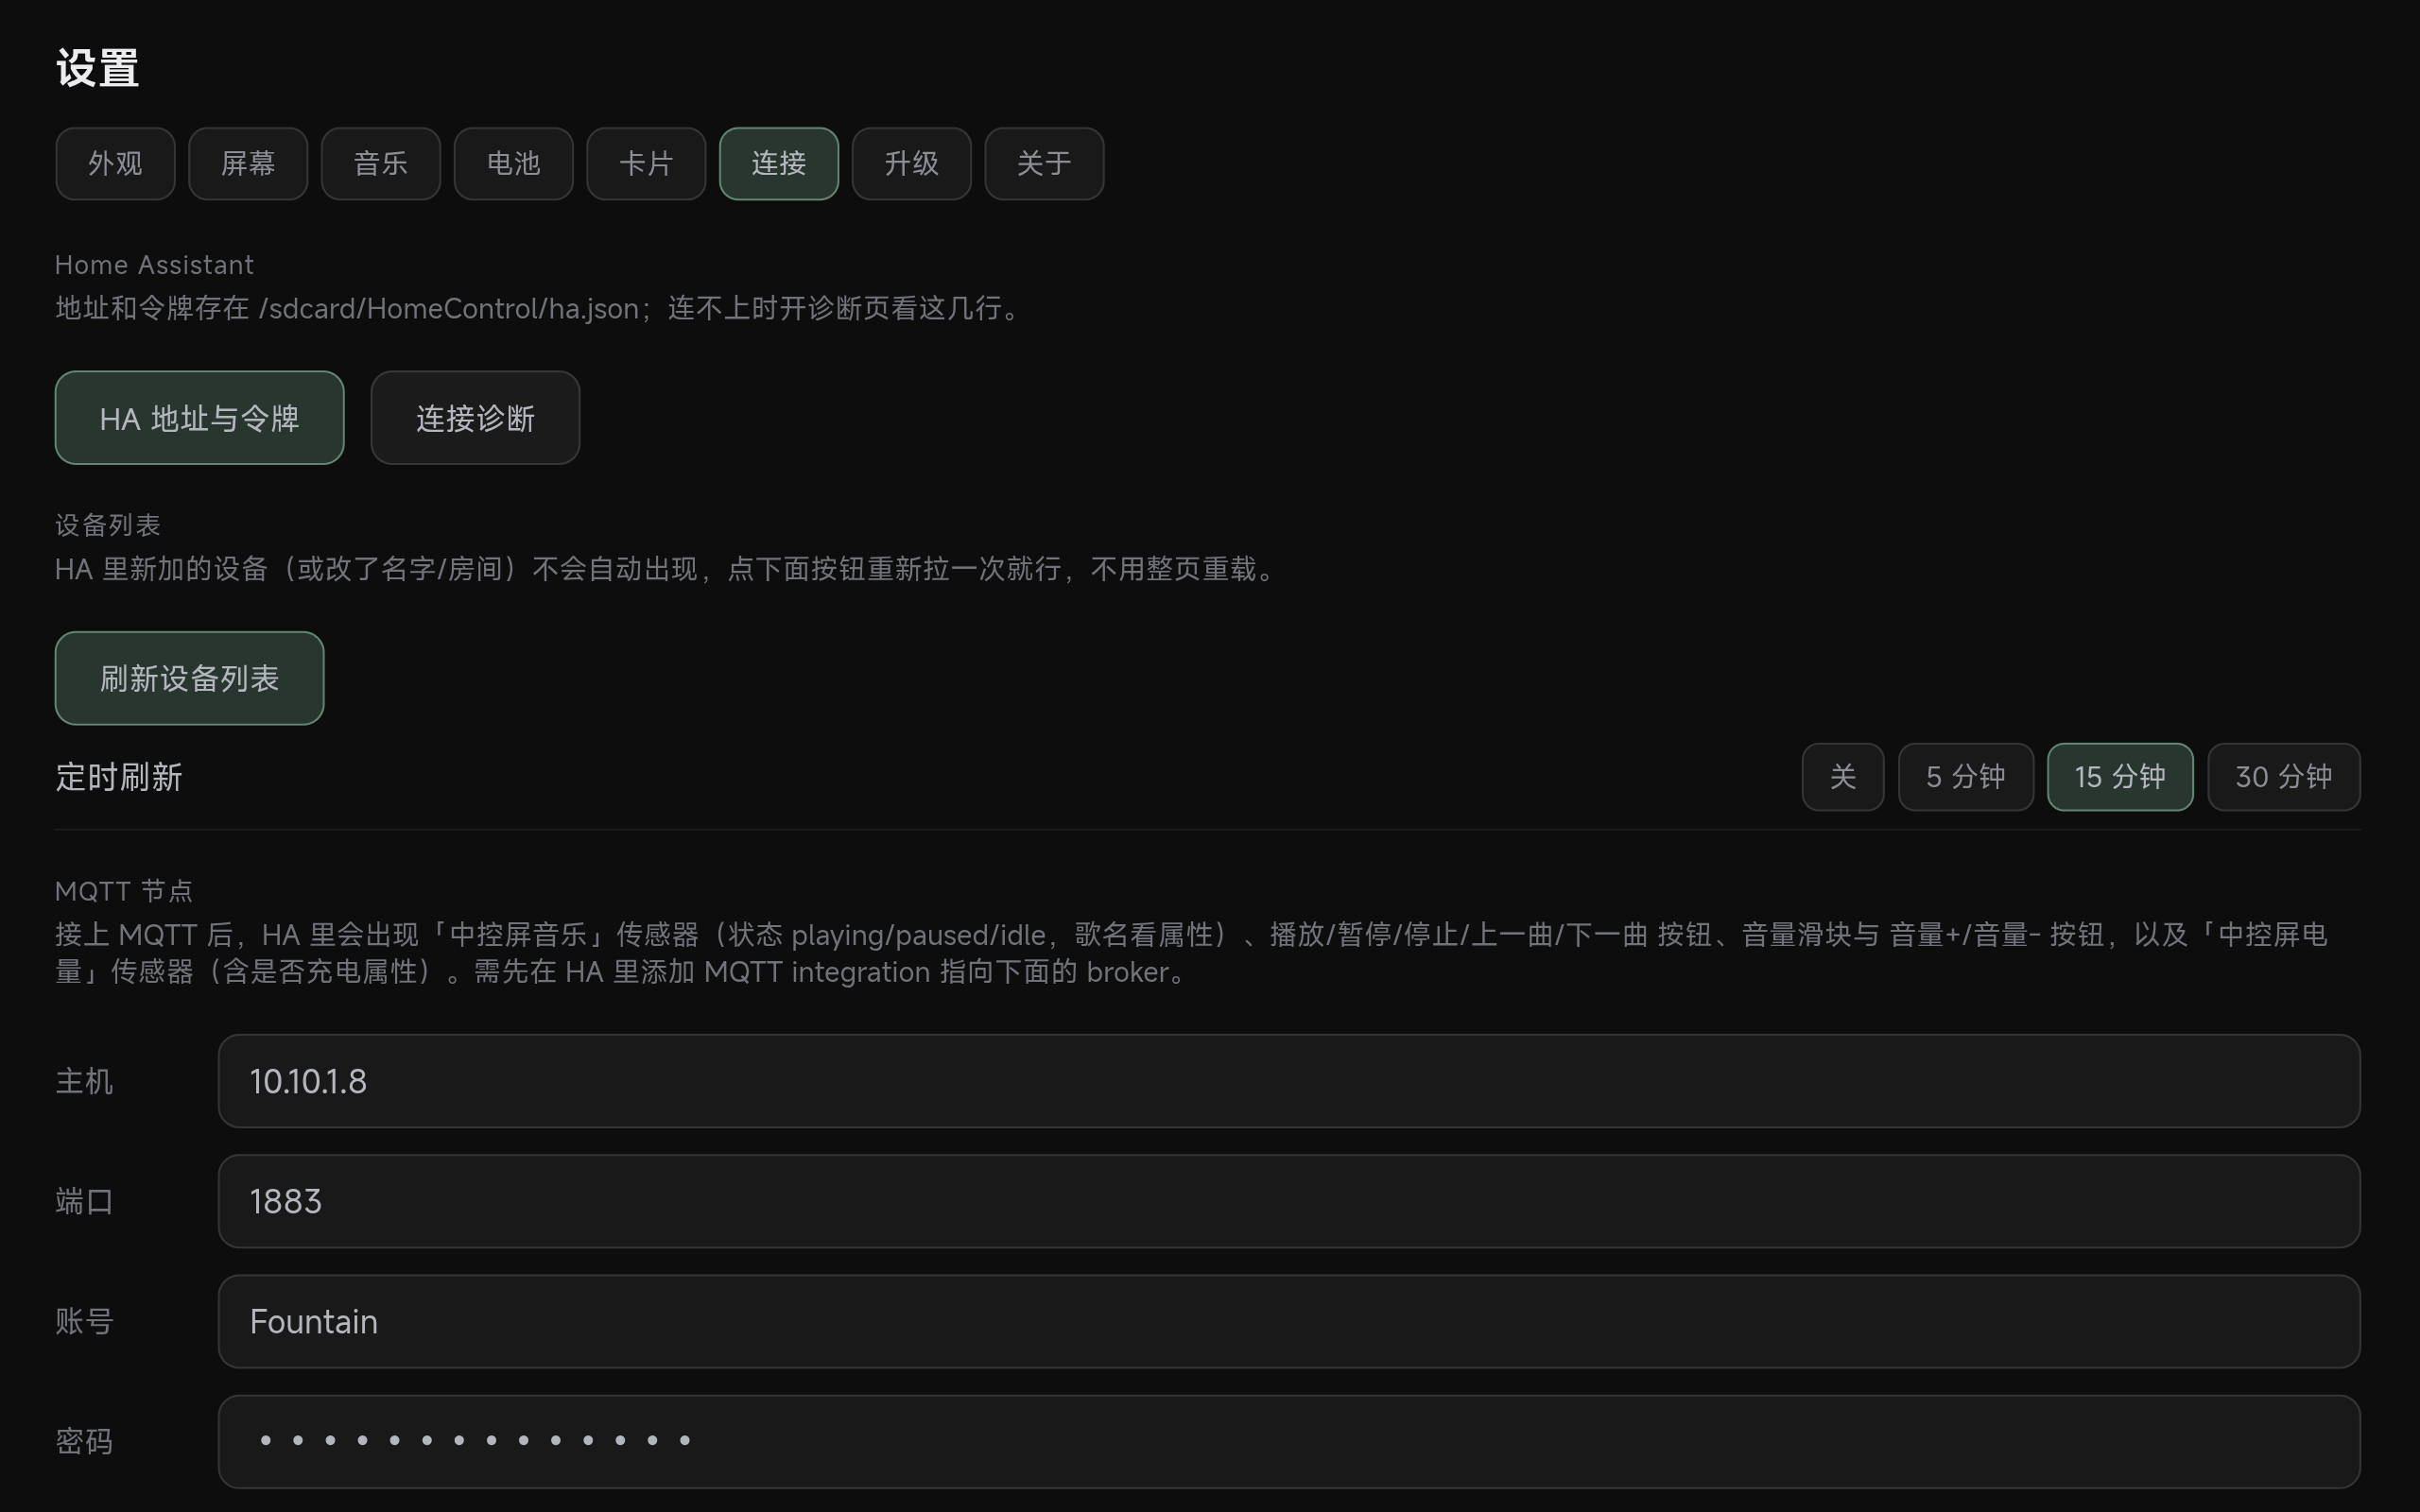 设置
外观 屏幕 音乐 电池 卡片 连接 升级 关于
Home Assistant
地址和令牌存在 /sdcard/HomeControl/ha.json；连不上时开诊断页看这几行。
HA 地址与令牌 连接诊断
设备列表
HA 里新加的设备（或改了名字/房间）不会自动出现，点下面按钮重新拉一次就行，不用整页重载。
刷新设备列表
定时刷新 关 5 分钟 15 分钟 30 分钟
MQTT 节点
接上 MQTT 后，HA 里会出现「中控屏音乐」传感器（状态 playing/paused/idle，歌名看属性）、播放/暂停/停止/上一曲/下一曲 按钮、音量滑块与 音量+/音量- 按钮，以及「中控屏电
量」传感器（含是否充电属性）。需先在 HA 里添加 MQTT integration 指向下面的 broker。
主机 10.10.1.8
端口 1883
账号 Fountain
密码 ••••••••••••••